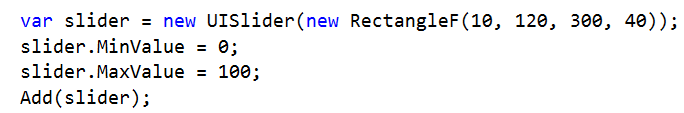 var slider = new UISlider(new RectangleF(10, 120, 300, 40));
slider.MinValue = 0;
slider.MaxValue = 100;
Add(slider);